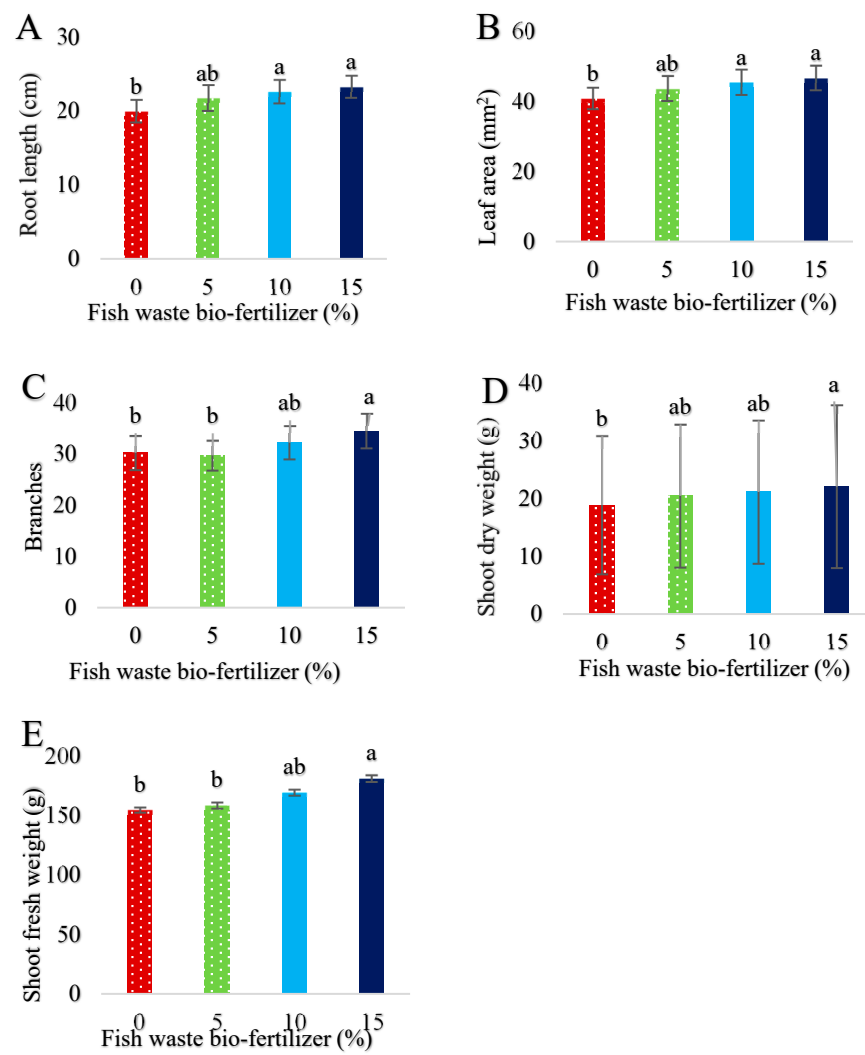 A
30
20
10
0
Root length (cm)
b
ab
a
a
0 5 10 15
Fish waste bio-fertilizer (%)
B
60
40
20
0
Leaf area (mm²)
b
ab
a
a
0 5 10 15
Fish waste bio-fertilizer (%)
C
40
30
20
10
0
Branches
b
b
ab
a
0 5 10 15
Fish waste bio-fertilizer (%)
D
40
30
20
10
0
Shoot dry weight (g)
b
ab
ab
a
0 5 10 15
Fish waste bio-fertilizer (%)
E
200
150
100
50
0
Shoot fresh weight (g)
b
b
ab
a
0 5 10 15
Fish waste bio-fertilizer (%)